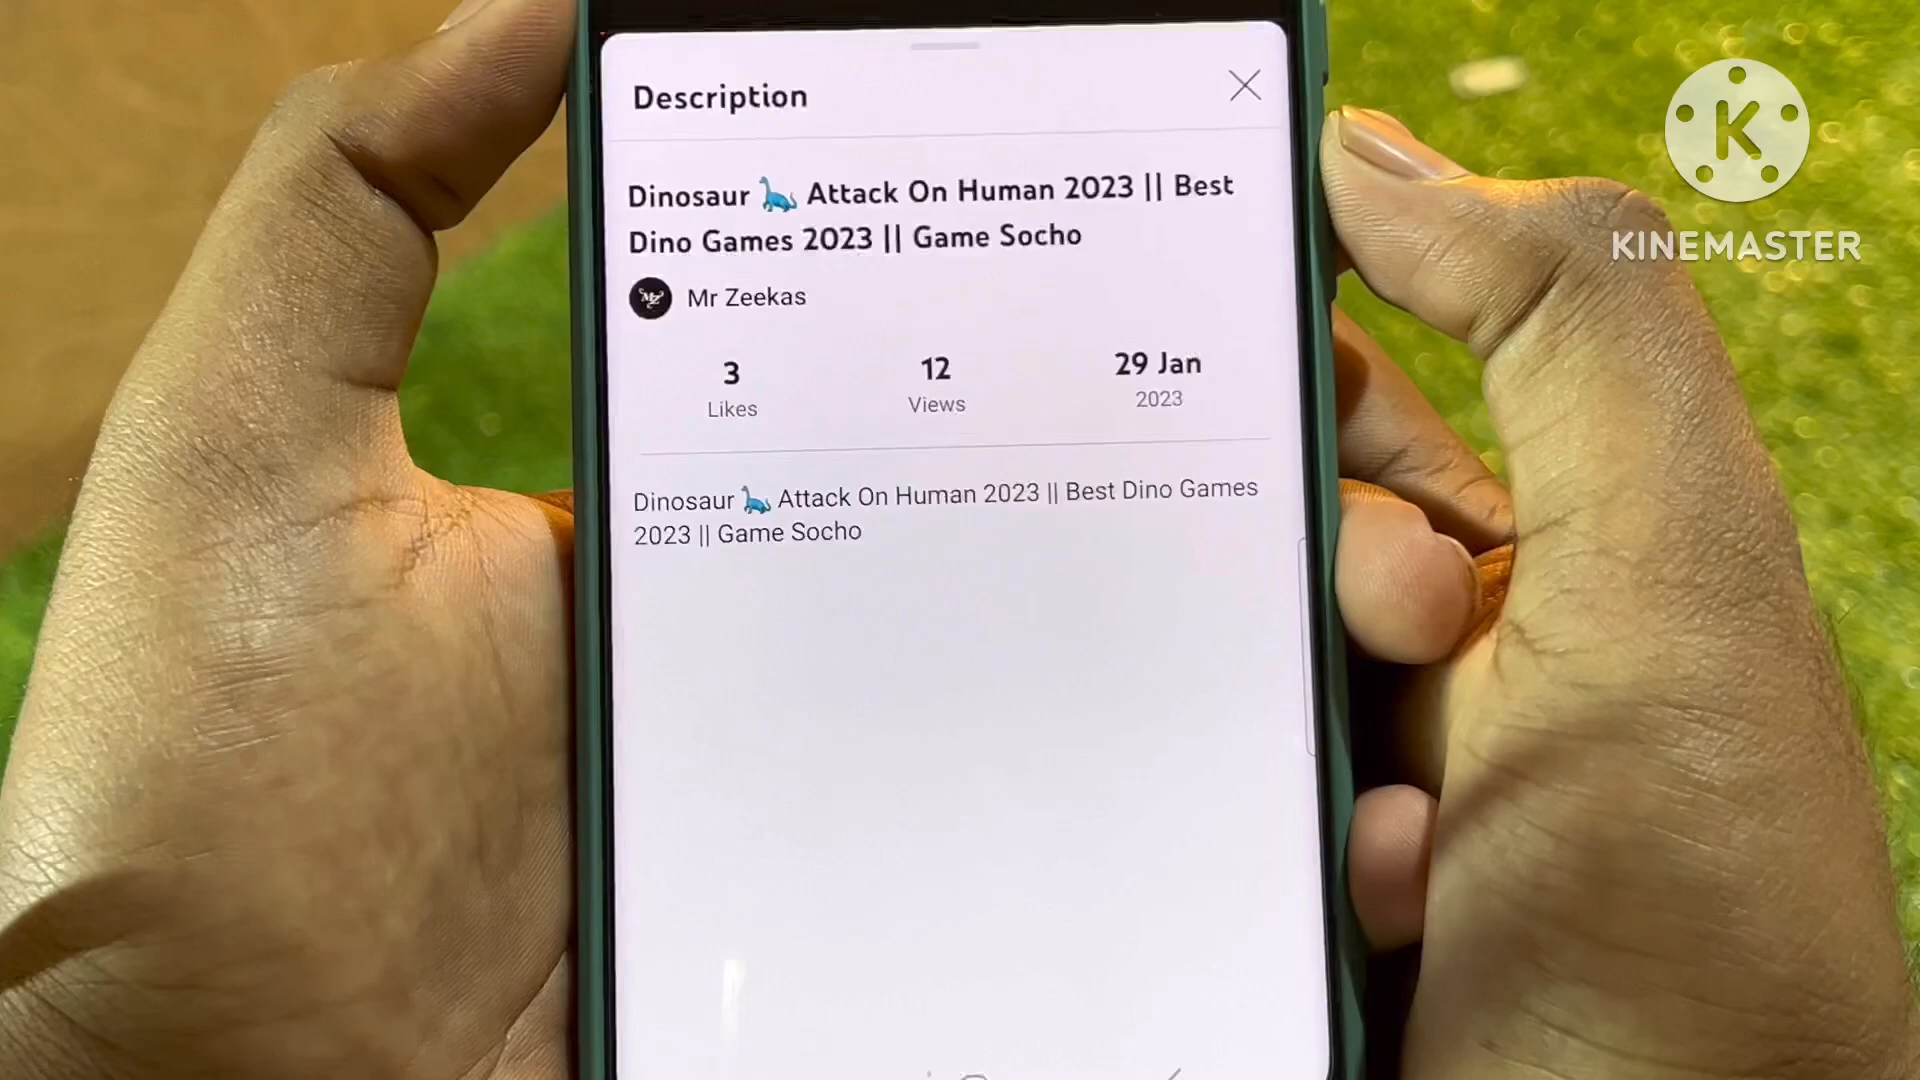 Description
Dinosaur 🦕 Attack On Human 2023 || Best
Dino Games 2023 || Game Socho
MZ
Mr Zeekas
3
Likes
12
Views
29 Jan
2023
Dinosaur 🦕 Attack On Human 2023 || Best Dino Games
2023 || Game Socho
K
KINEMASTER